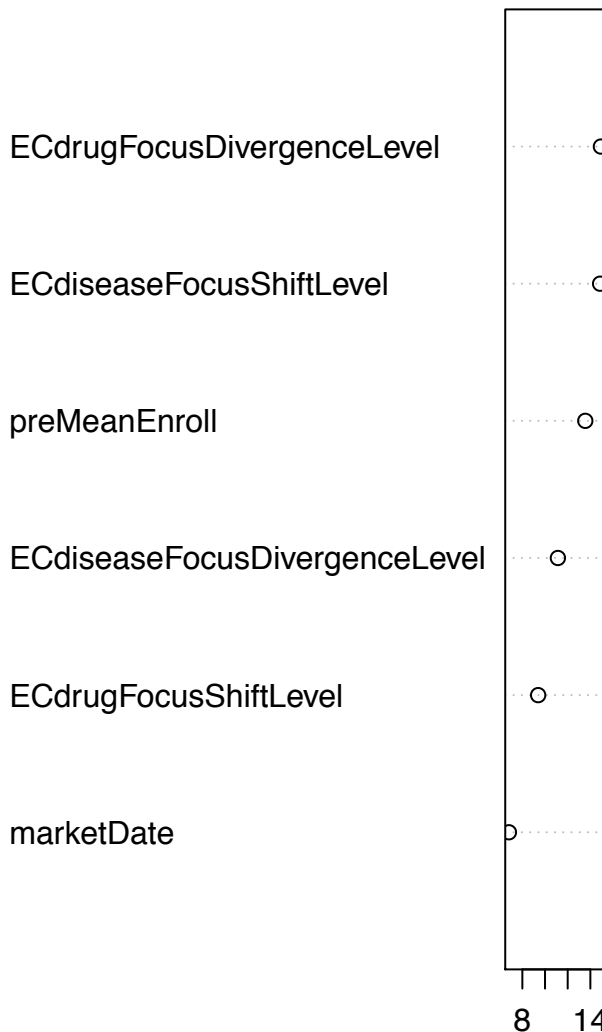 ECdrugFocusDivergenceLevel
ECdiseaseFocusShiftLevel
preMeanEnroll
ECdiseaseFocusDivergenceLevel
ECdrugFocusShiftLevel
marketDate
8 14